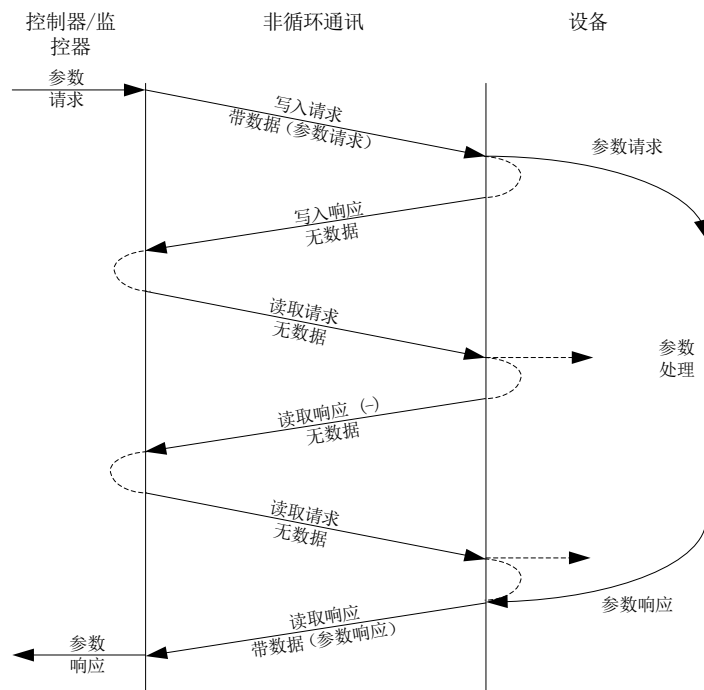 控制器/监
控器
非循环通讯
设备
参数
请求
写入请求
带数据(参数请求)
参数请求
写入响应
无数据
读取请求
无数据
参数
处理
读取响应 (-)
无数据
读取请求
无数据
参数响应
读取响应
带数据(参数响应)
参数
响应